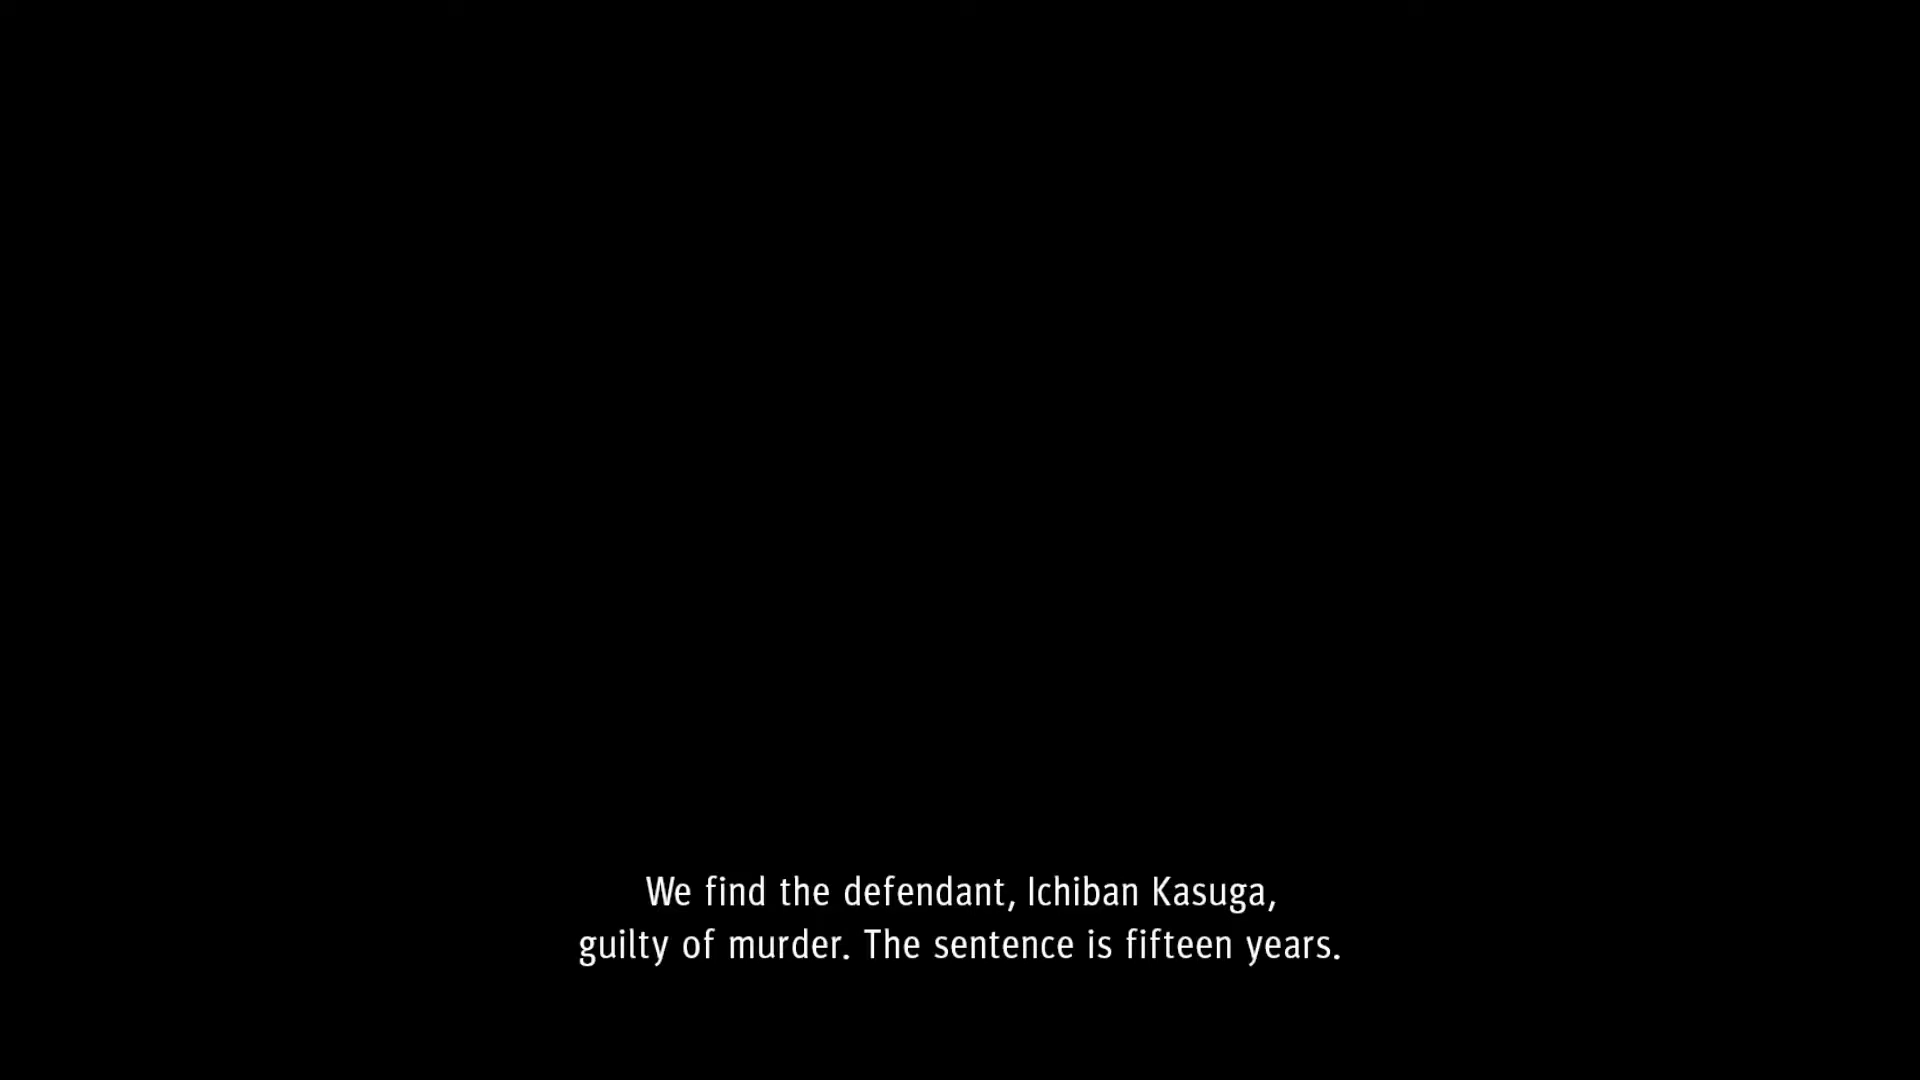 We find the defendant, Ichiban Kasuga,
guilty of murder. The sentence is fifteen years.